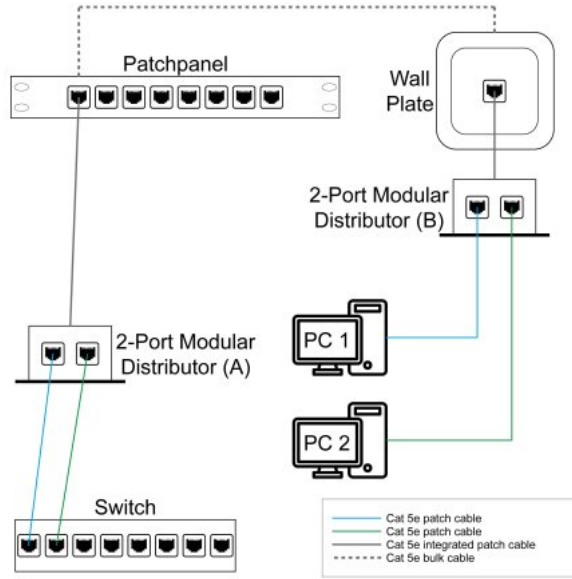 Patchpanel
Wall
Plate
2-Port Modular
Distributor (B)
PC 1
2-Port Modular
Distributor (A)
PC 2
Switch
Cat 5e patch cable
Cat 5e patch cable
Cat 5e integrated patch cable
Cat 5e bulk cable